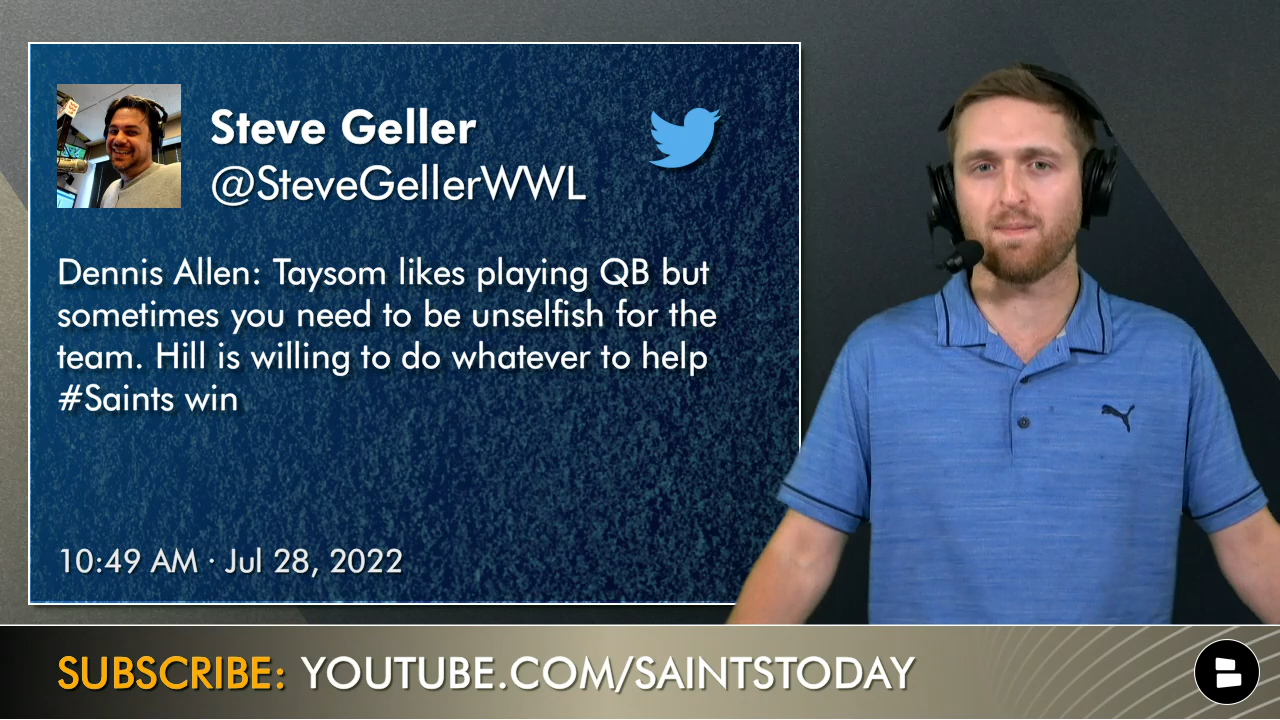 Steve Geller
@SteveGellerWWL
Dennis Allen: Taysom likes playing QB but
sometimes you need to be unselfish for the
team. Hill is willing to do whatever to help
#Saints win
10:49 AM · Jul 28, 2022
SUBSCRIBE: YOUTUBE.COM/SAINTSTODAY